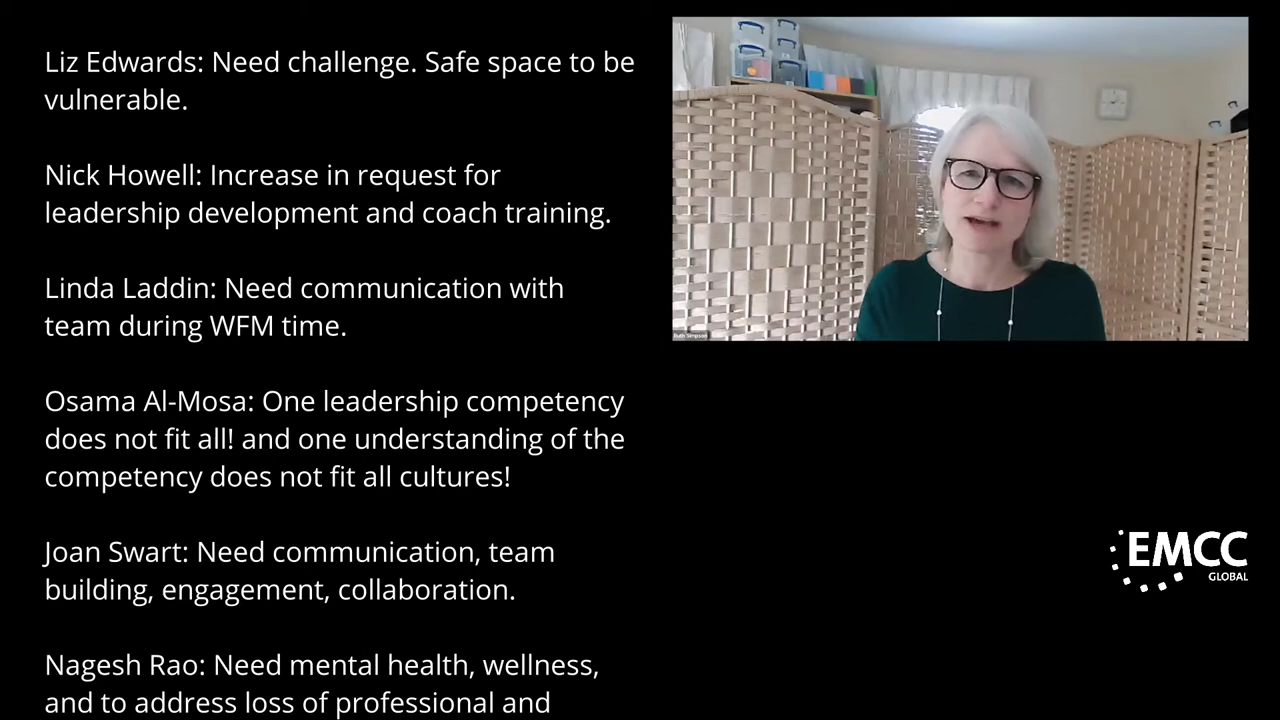 Liz Edwards: Need challenge. Safe space to be
vulnerable.
Nick Howell: Increase in request for
leadership development and coach training.
Linda Laddin: Need communication with
team during WFM time.
Osama Al-Mosa: One leadership competency
does not fit all! and one understanding of the
competency does not fit all cultures!
Joan Swart: Need communication, team
building, engagement, collaboration.
Nagesh Rao: Need mental health, wellness,
and to address loss of professional and
Ruth Simpson
EMCC
GLOBAL